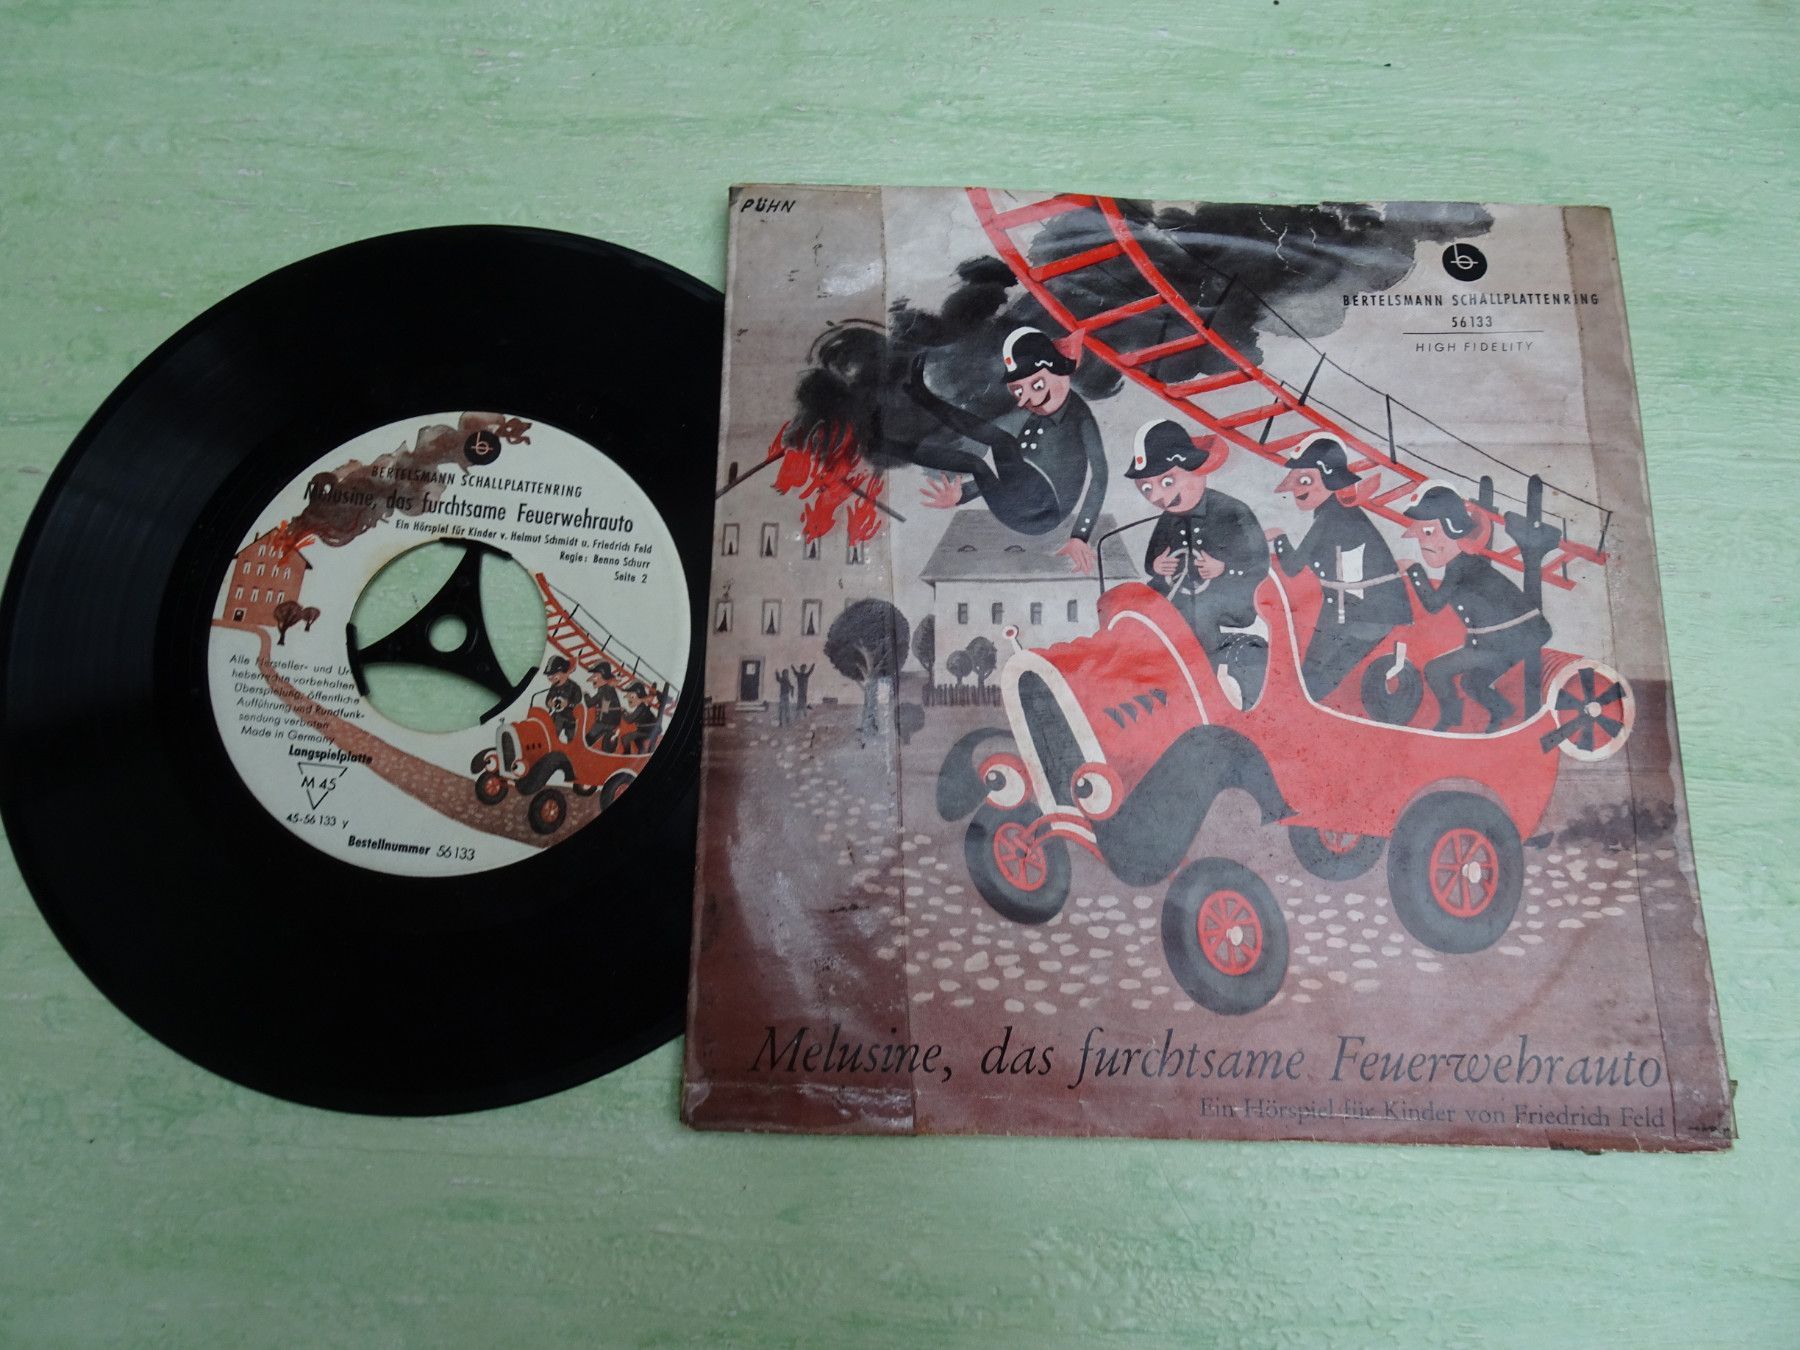 BERTELSMANN SCHALLPLATTENRING
Melusine, das furchtsame Feuerwehrauto
Ein Hörspiel für Kinder v. Helmut Schmidt u. Friedrich Feld
Regie: Benno Schurr
Seite 2
Alle Hersteller- und Ur-
heberrechte vorbehalten
Überspielung, öffentliche
Aufführung und Rundfunk-
sendung verboten
Made in Germany
Langspielplatte
M 45
45-56 133 y
Bestellnummer 56 133
PÜHN
BERTELSMANN SCHALLPLATTENRING
56133
HIGH FIDELITY
Melusine, das furchtsame Feuerwehrauto
Ein Hörspiel für Kinder von Friedrich Feld